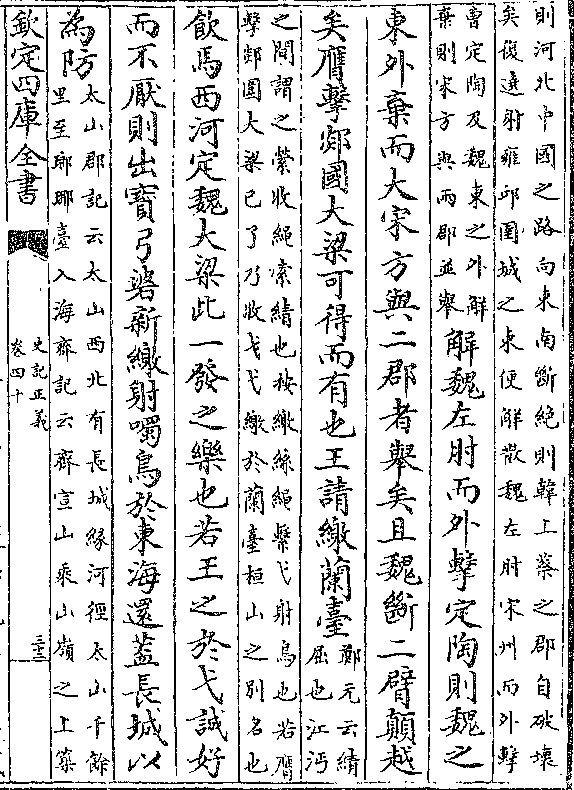 則河北中國之路向東南斷絕則韓上蔡之郡自破壞
矣復遶射雍邱圉城之東便解散魏左肘宋州而外擊
曹定陶及魏東之外解
棄則宋方與兩郡並舉
解魏左肘而外擊定陶則魏之
東外棄而大宋方與二郡者舉矣且魏斷二臂顛越
矣膺擊郯國大梁可得而有也王請繳蘭臺
鄭元云績
屈也江沔
之間謂之縈收繩索績也按繳絲繩繫弋射鳥也若膺
擊郯圍大梁已了乃收弋弋繳於蘭臺桓山之別名也
飲馬西河定魏大梁此一發之樂也若王之於弋誠好
而不厭則出寶弓碆新繳射噣鳥於東海還蓋長城以
為防
太山郡記云太山西北有長城緣河徑太山千餘
里至琅琊臺入海齊記云齊宣山乘山嶺之上築
欽定四庫全書
史記正義
卷四十
三十三